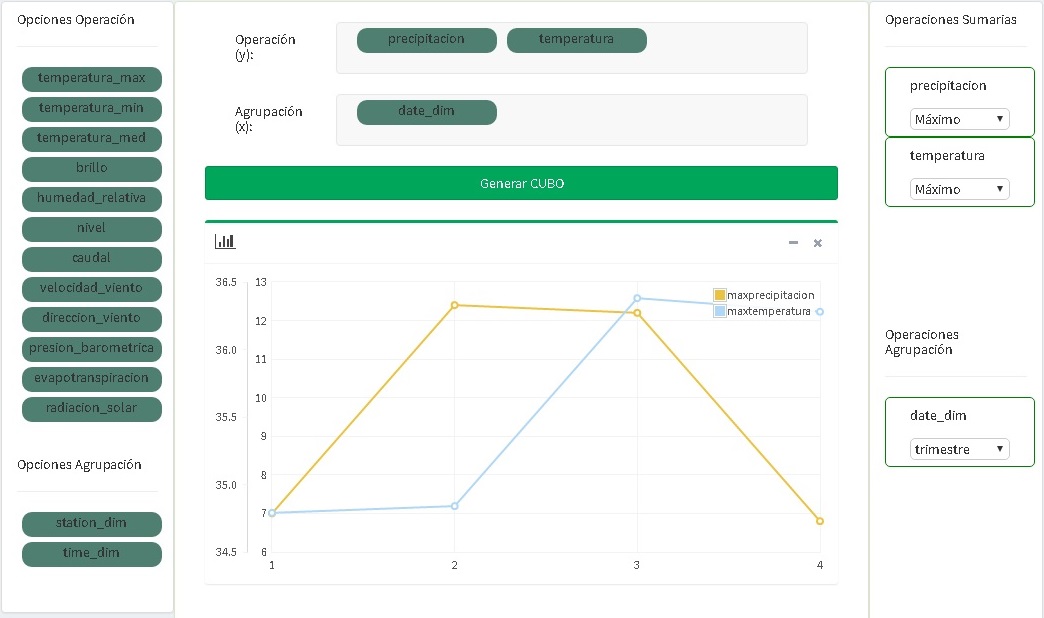 Opciones Operación
temperatura_max
temperatura_min
temperatura_med
brillo
humedad_relativa
nivel
caudal
velocidad_viento
direccion_viento
presion_barometrica
evapotranspiracion
radiacion_solar
Opciones Agrupación
station_dim
time_dim
Operación
(y):
precipitacion
temperatura
Agrupación
(x):
date_dim
Generar CUBO
36.5
36.0
35.5
35.0
34.5
13
12
11
10
9
8
7
6
maxprecipitacion
maxtemperatura
1
2
3
4
Operaciones Sumarias
precipitacion
Máximo
temperatura
Máximo
Operaciones
Agrupación
date_dim
trimestre